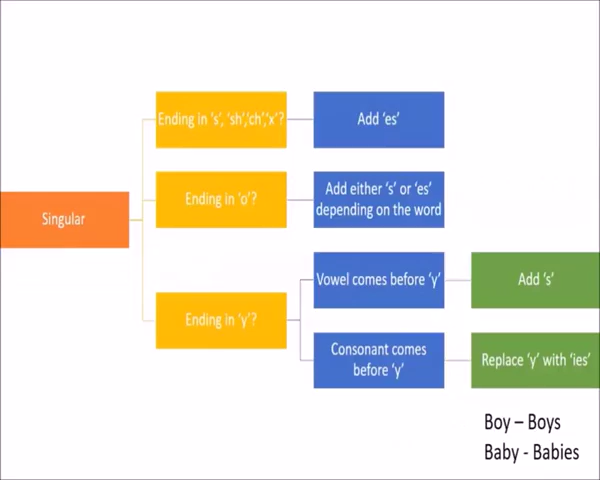 Ending in 's', 'sh','ch','x'?
Add 'es'
Singular
Ending in 'o'?
Add either 's' or 'es'
depending on the word
Ending in 'y'?
Vowel comes before 'y'
Add 's'
Consonant comes
before 'y'
Replace 'y' with 'ies'
Boy – Boys
Baby - Babies